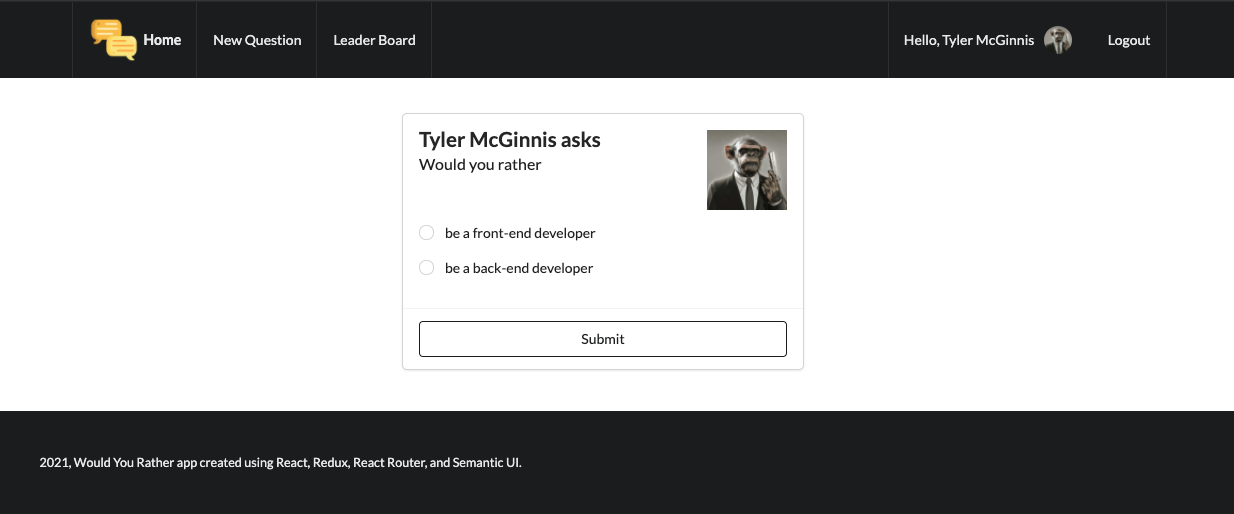 Home New Question Leader Board Hello, Tyler McGinnis Logout
Tyler McGinnis asks
Would you rather
be a front-end developer
be a back-end developer
Submit
2021, Would You Rather app created using React, Redux, React Router, and Semantic UI.